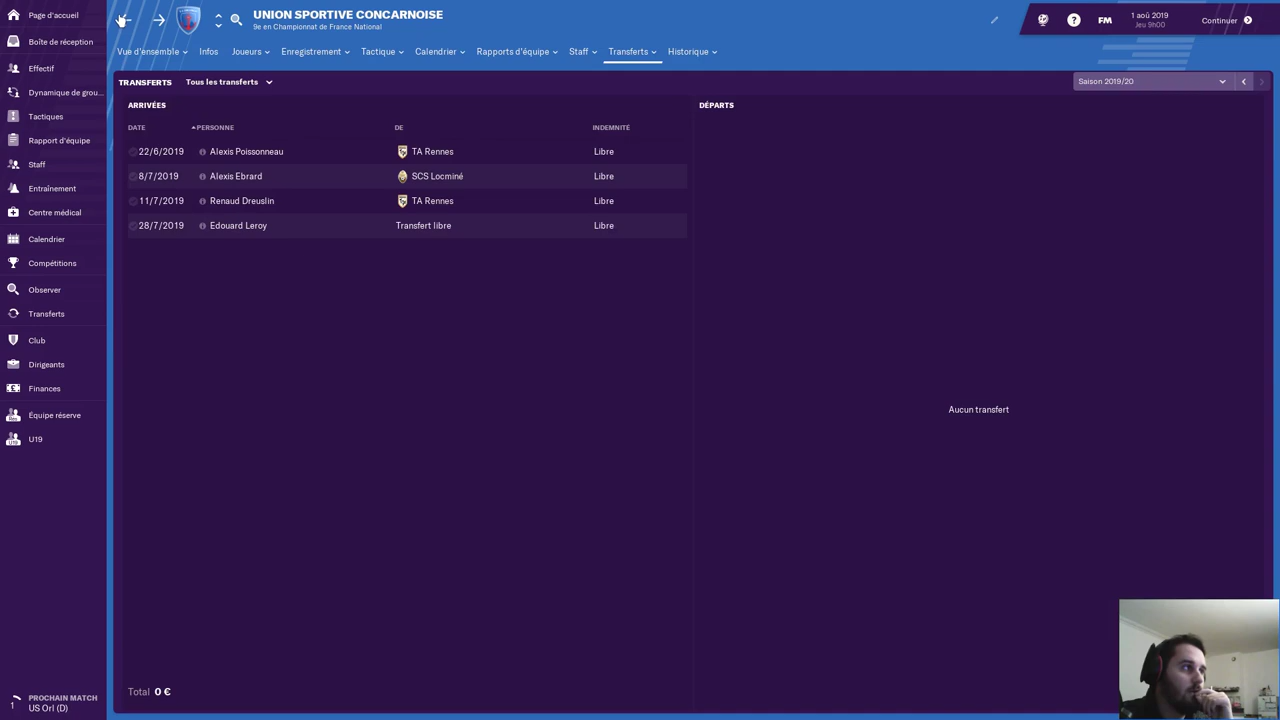 Page d'accueil
Boîte de réception
Effectif
Dynamique de grou...
Tactiques
Rapport d'équipe
Staff
Entraînement
Centre médical
Calendrier
Compétitions
Observer
Transferts
Club
Dirigeants
Finances
Équipe réserve
U19
PROCHAIN MATCH
1 US Orl (D)
UNION SPORTIVE CONCARNOISE
9e en Championnat de France National
FM
1 aoû 2019
Jeu 9h00
Continuer
Vue d'ensemble Infos Joueurs Enregistrement Tactique Calendrier Rapports d'équipe Staff Transferts Historique
TRANSFERTS Tous les transferts Saison 2019/20
ARRIVÉES
DATE PERSONNE DE INDEMNITÉ
22/6/2019 Alexis Poissonneau TA Rennes Libre
8/7/2019 Alexis Ebrard SCS Locminé Libre
11/7/2019 Renaud Dreuslin TA Rennes Libre
28/7/2019 Edouard Leroy Transfert libre Libre
Total 0 €
DÉPARTS
Aucun transfert